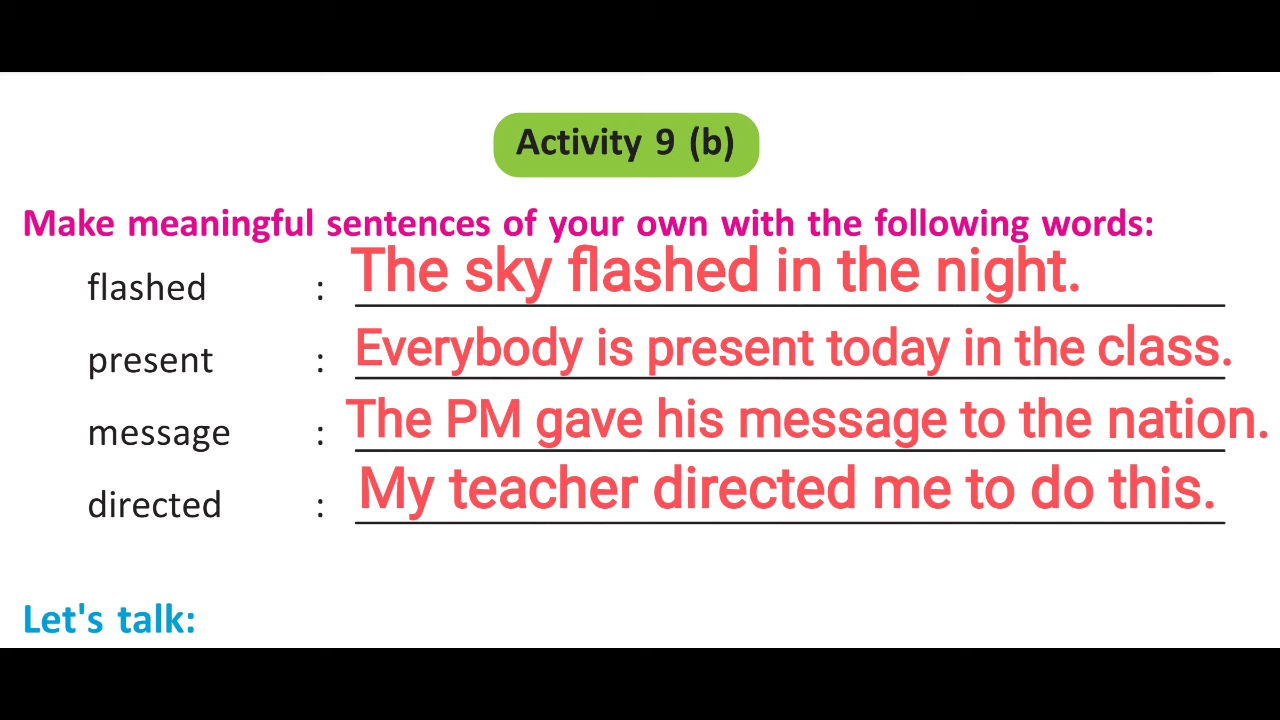 Activity 9 (b)
Make meaningful sentences of your own with the following words:
flashed : The sky flashed in the night.
present : Everybody is present today in the class.
message : The PM gave his message to the nation.
directed : My teacher directed me to do this.
Let's talk: